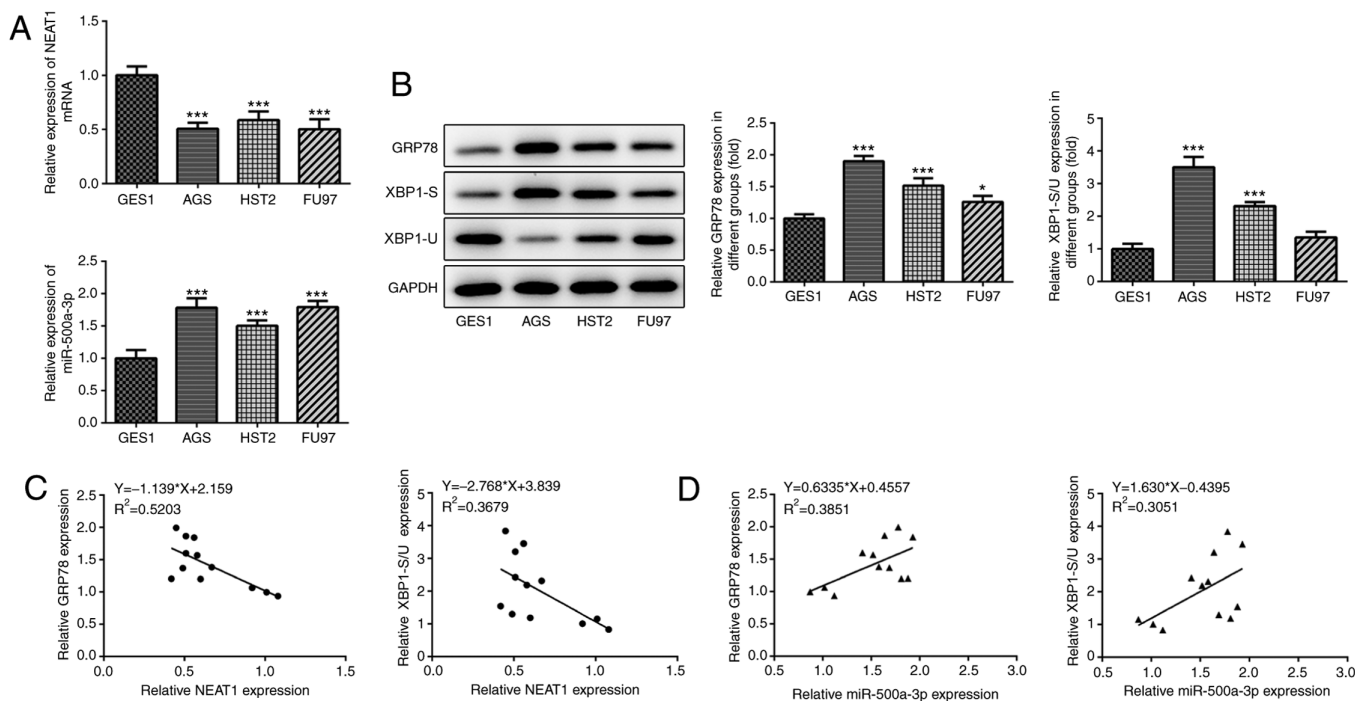 A
Relative expression of NEAT1
mRNA
1.5
1.0
0.5
0.0
***
***
***
GES1 AGS HST2 FU97
Relative expression of
miR-500a-3p
2.5
2.0
1.5
1.0
0.5
0.0
***
***
***
GES1 AGS HST2 FU97
B
GRP78
XBP1-S
XBP1-U
GAPDH
GES1 AGS HST2 FU97
Relative GRP78 expression in
different groups (fold)
2.5
2.0
1.5
1.0
0.5
0.0
***
***
*
GES1 AGS HST2 FU97
Relative XBP1-S/U expression in
different groups (fold)
5
4
3
2
1
0
***
***
GES1 AGS HST2 FU97
C
Relative GRP78 expression
Y=−1.139*X+2.159
R²=0.5203
2.5
2.0
1.5
1.0
0.5
0.0
0.0 0.5 1.0 1.5
Relative NEAT1 expression
Relative XBP1-S/U expression
Y=−2.768*X+3.839
R²=0.3679
5
4
3
2
1
0
0.0 0.5 1.0 1.5
Relative NEAT1 expression
D
Relative GRP78 expression
Y=0.6335*X+0.4557
R²=0.3851
2.5
2.0
1.5
1.0
0.5
0.0
0.0 0.5 1.0 1.5 2.0 2.5 3.0
Relative miR-500a-3p expression
Relative XBP1-S/U expression
Y=1.630*X−0.4395
R²=0.3051
5
4
3
2
1
0
0.0 0.5 1.0 1.5 2.0 2.5 3.0
Relative miR-500a-3p expression